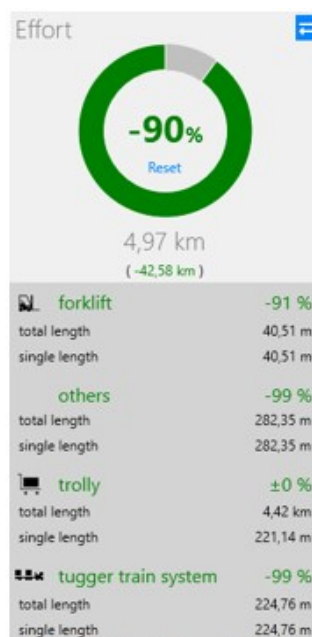 Effort
-90%
Reset
4,97 km
( -42,58 km )
forklift -91 %
total length 40,51 m
single length 40,51 m
others -99 %
total length 282,35 m
single length 282,35 m
trolly ±0 %
total length 4,42 km
single length 221,14 m
tugger train system -99 %
total length 224,76 m
single length 224,76 m